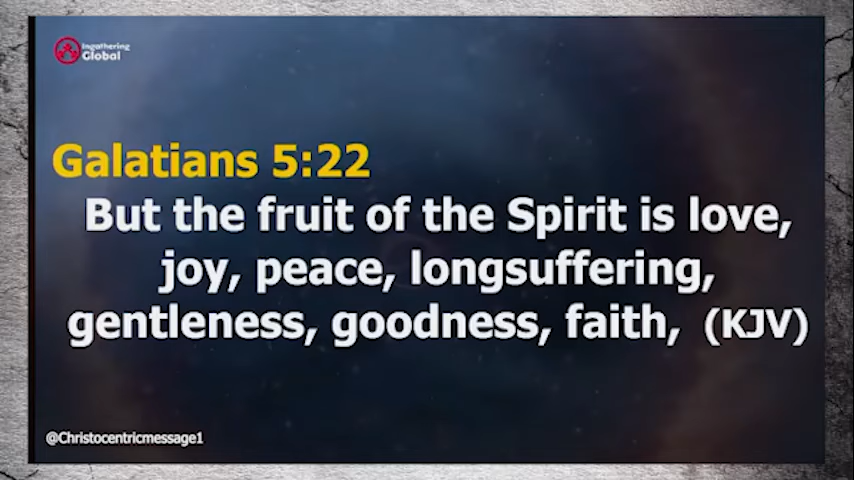 Ingathering
Global
Galatians 5:22
But the fruit of the Spirit is love,
joy, peace, longsuffering,
gentleness, goodness, faith, (KJV)
@Christocentricmessage1